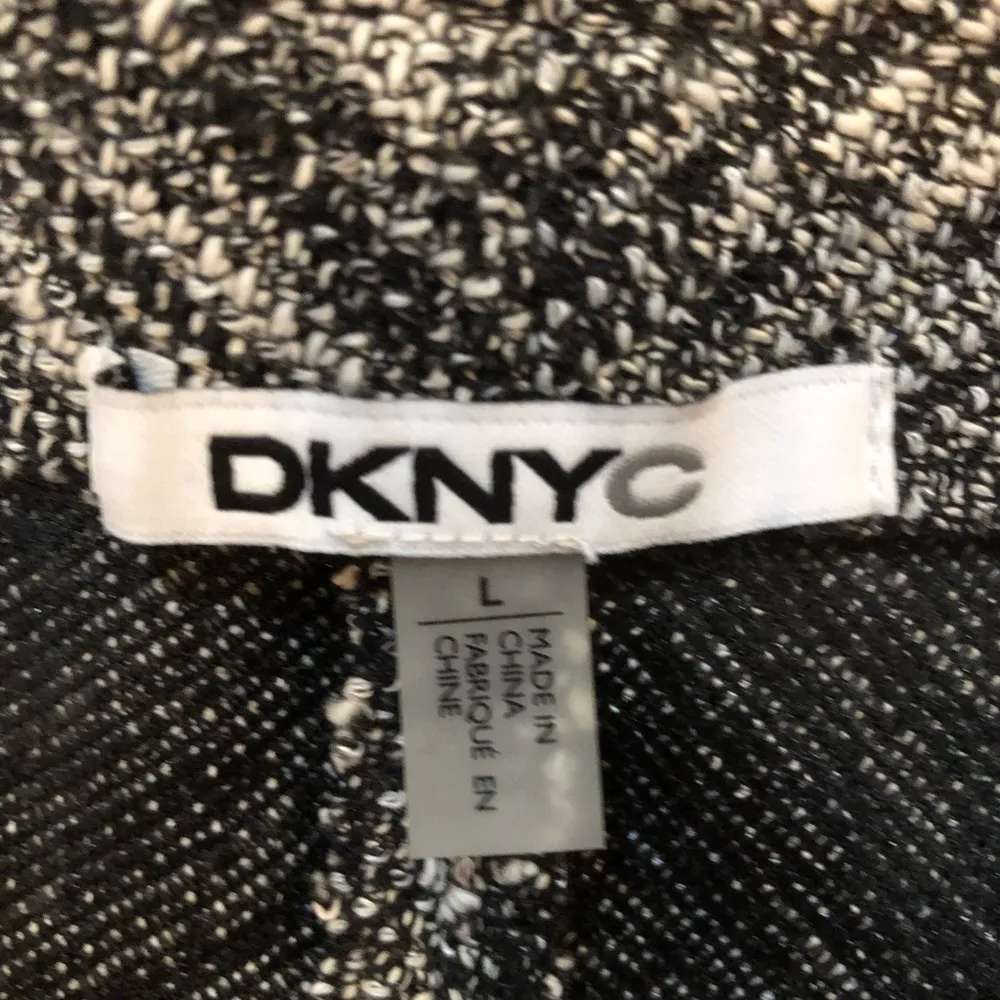 DKNYC
L
MADE IN
CHINA
FABRIQUÉ EN
CHINE